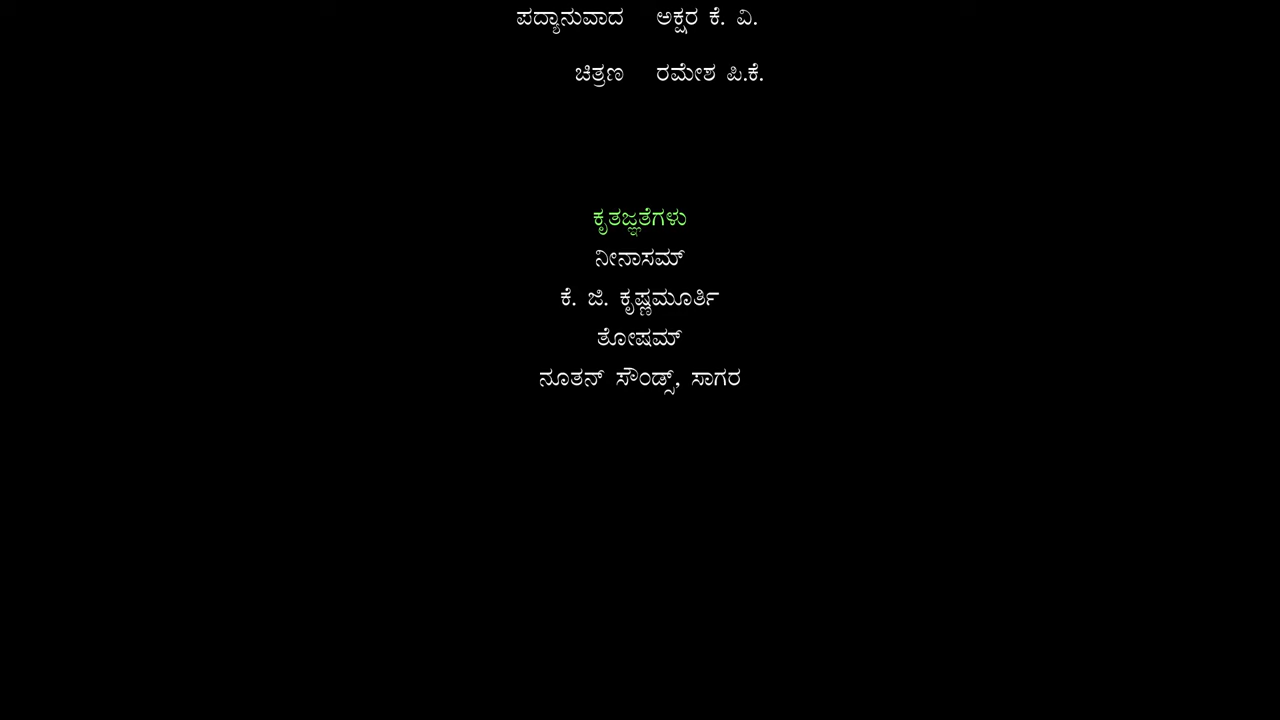 ಪದ್ಯಾನುವಾದ ಅಕ್ಷರ ಕೆ. ವಿ.
ಚಿತ್ರಣ ರಮೇಶ ಪಿ.ಕೆ.
ಕೃತಜ್ಞತೆಗಳು
ನೀನಾಸಮ್
ಕೆ. ಜಿ. ಕೃಷ್ಣಮೂರ್ತಿ
ತೋಷಮ್
ನೂತನ್ ಸೌಂಡ್ಸ್, ಸಾಗರ